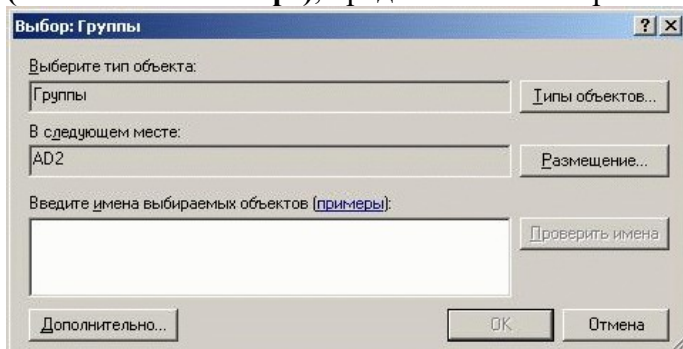 Выбор: Группы
Выберите тип объекта:
Группы
Типы объектов...
В следующем месте:
AD2
Размещение...
Введите имена выбираемых объектов (примеры):
Проверить имена
Дополнительно...
OK
Отмена